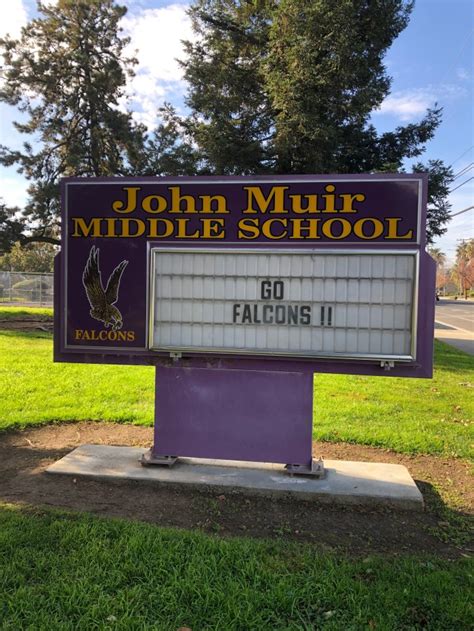 John Muir
MIDDLE SCHOOL
GO
FALCONS !!
FALCONS